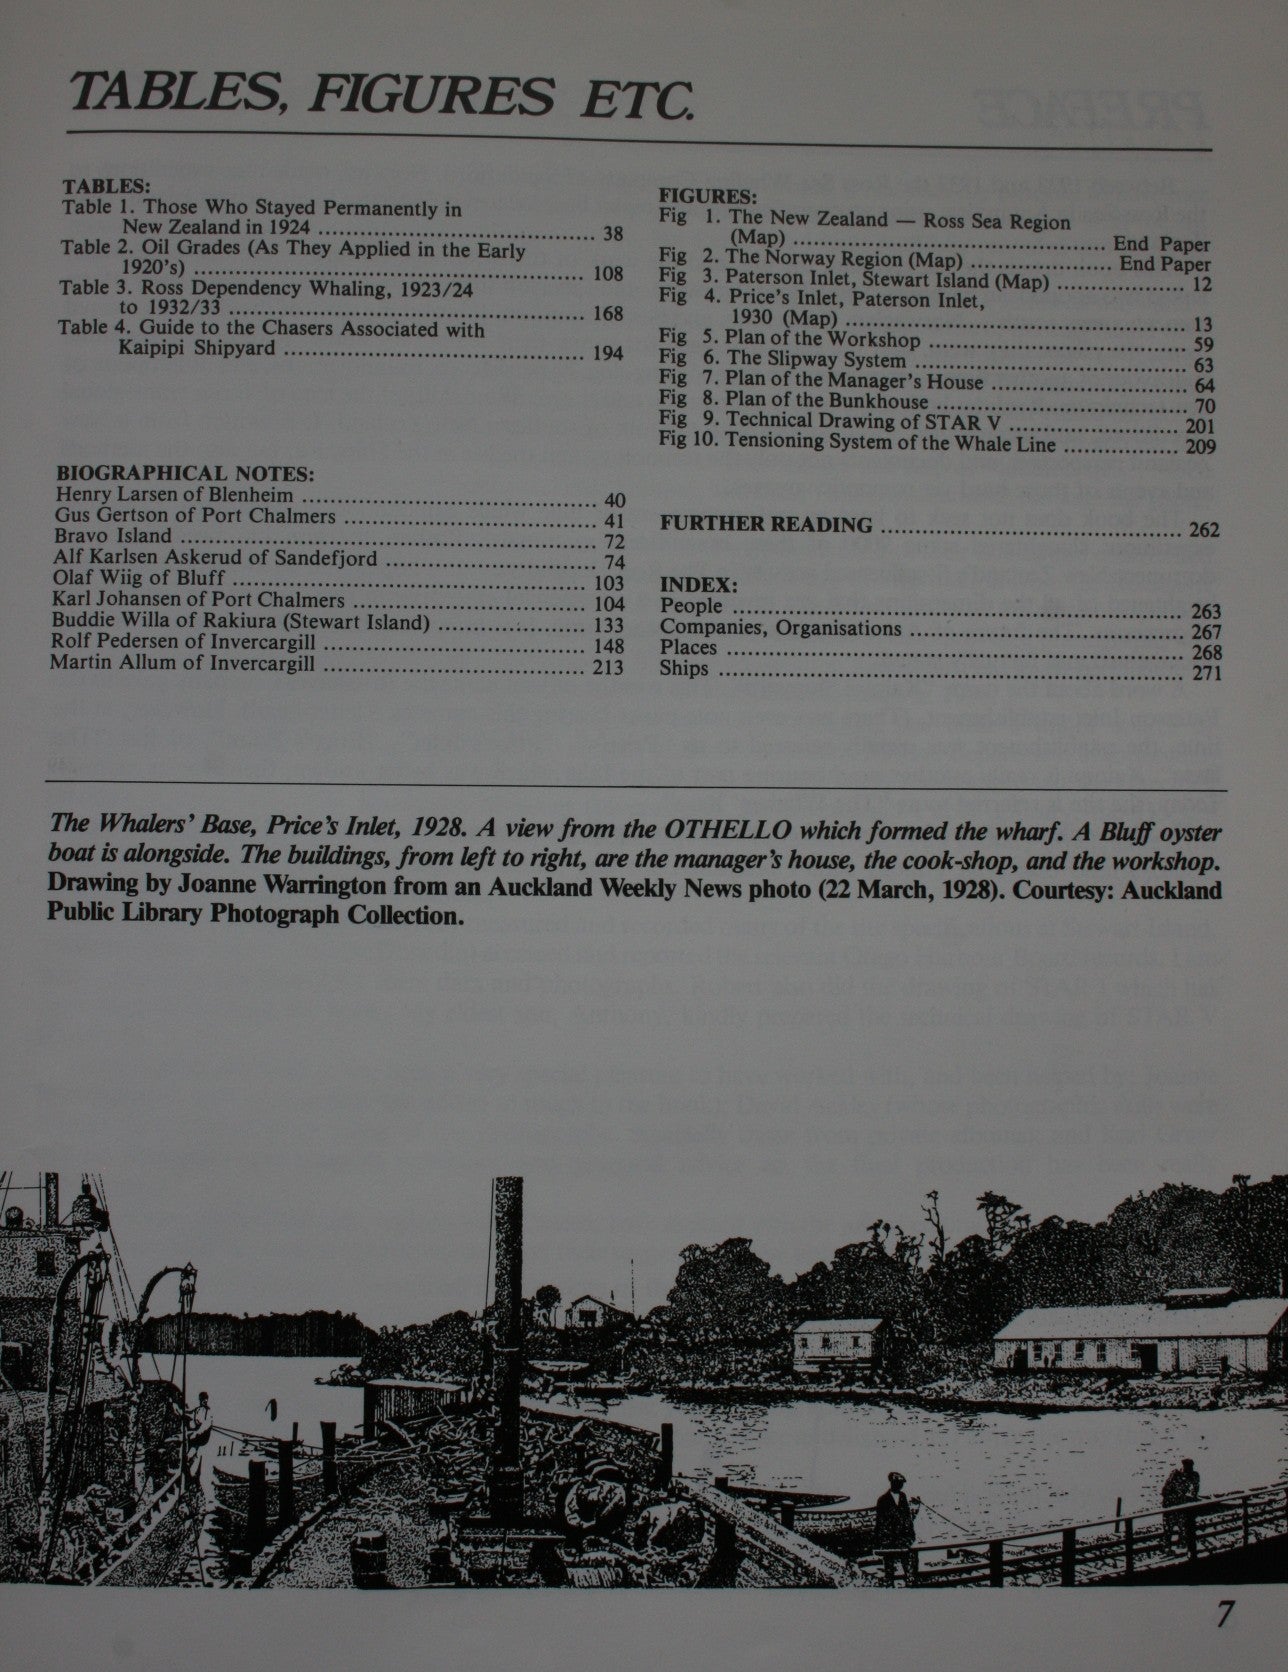 TABLES, FIGURES ETC.
TABLES:
Table 1. Those Who Stayed Permanently in
New Zealand in 1924 ........................................ 38
Table 2. Oil Grades (As They Applied in the Early
1920's) ........................................................ 108
Table 3. Ross Dependency Whaling, 1923/24
to 1932/33 .................................................... 168
Table 4. Guide to the Chasers Associated with
Kaipipi Shipyard ............................................ 194
BIOGRAPHICAL NOTES:
Henry Larsen of Blenheim ........................................... 40
Gus Gertson of Port Chalmers ..................................... 41
Bravo Island ............................................................. 72
Alf Karlsen Askerud of Sandefjord ............................... 74
Olaf Wiig of Bluff .................................................... 103
Karl Johansen of Port Chalmers .................................. 104
Buddie Willa of Rakiura (Stewart Island) ..................... 133
Rolf Pedersen of Invercargill ...................................... 148
Martin Allum of Invercargill ...................................... 213
FIGURES:
Fig 1. The New Zealand — Ross Sea Region
(Map) ............................................. End Paper
Fig 2. The Norway Region (Map) .................... End Paper
Fig 3. Paterson Inlet, Stewart Island (Map) .................. 12
Fig 4. Price's Inlet, Paterson Inlet,
1930 (Map) ................................................. 13
Fig 5. Plan of the Workshop ...................................... 59
Fig 6. The Slipway System ........................................ 63
Fig 7. Plan of the Manager's House ............................ 64
Fig 8. Plan of the Bunkhouse ..................................... 70
Fig 9. Technical Drawing of STAR V ........................ 201
Fig 10. Tensioning System of the Whale Line ................. 209
FURTHER READING ............................................ 262
INDEX:
People .................................................................. 263
Companies, Organisations ........................................ 267
Places ................................................................... 268
Ships .................................................................... 271
The Whalers' Base, Price's Inlet, 1928. A view from the OTHELLO which formed the wharf. A Bluff oyster
boat is alongside. The buildings, from left to right, are the manager's house, the cook-shop, and the workshop.
Drawing by Joanne Warrington from an Auckland Weekly News photo (22 March, 1928). Courtesy: Auckland
Public Library Photograph Collection.
7